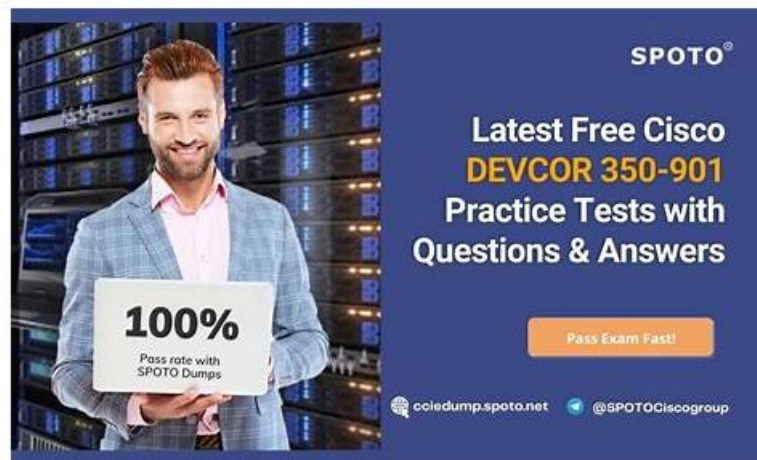 SPOTO®
Latest Free Cisco
DEVCOR 350-901
Practice Tests with
Questions & Answers
100%
Pass rate with
SPOTO Dumps
Pass Exam Fast!
cciedump.spoto.net @SPOTOCiscogroup